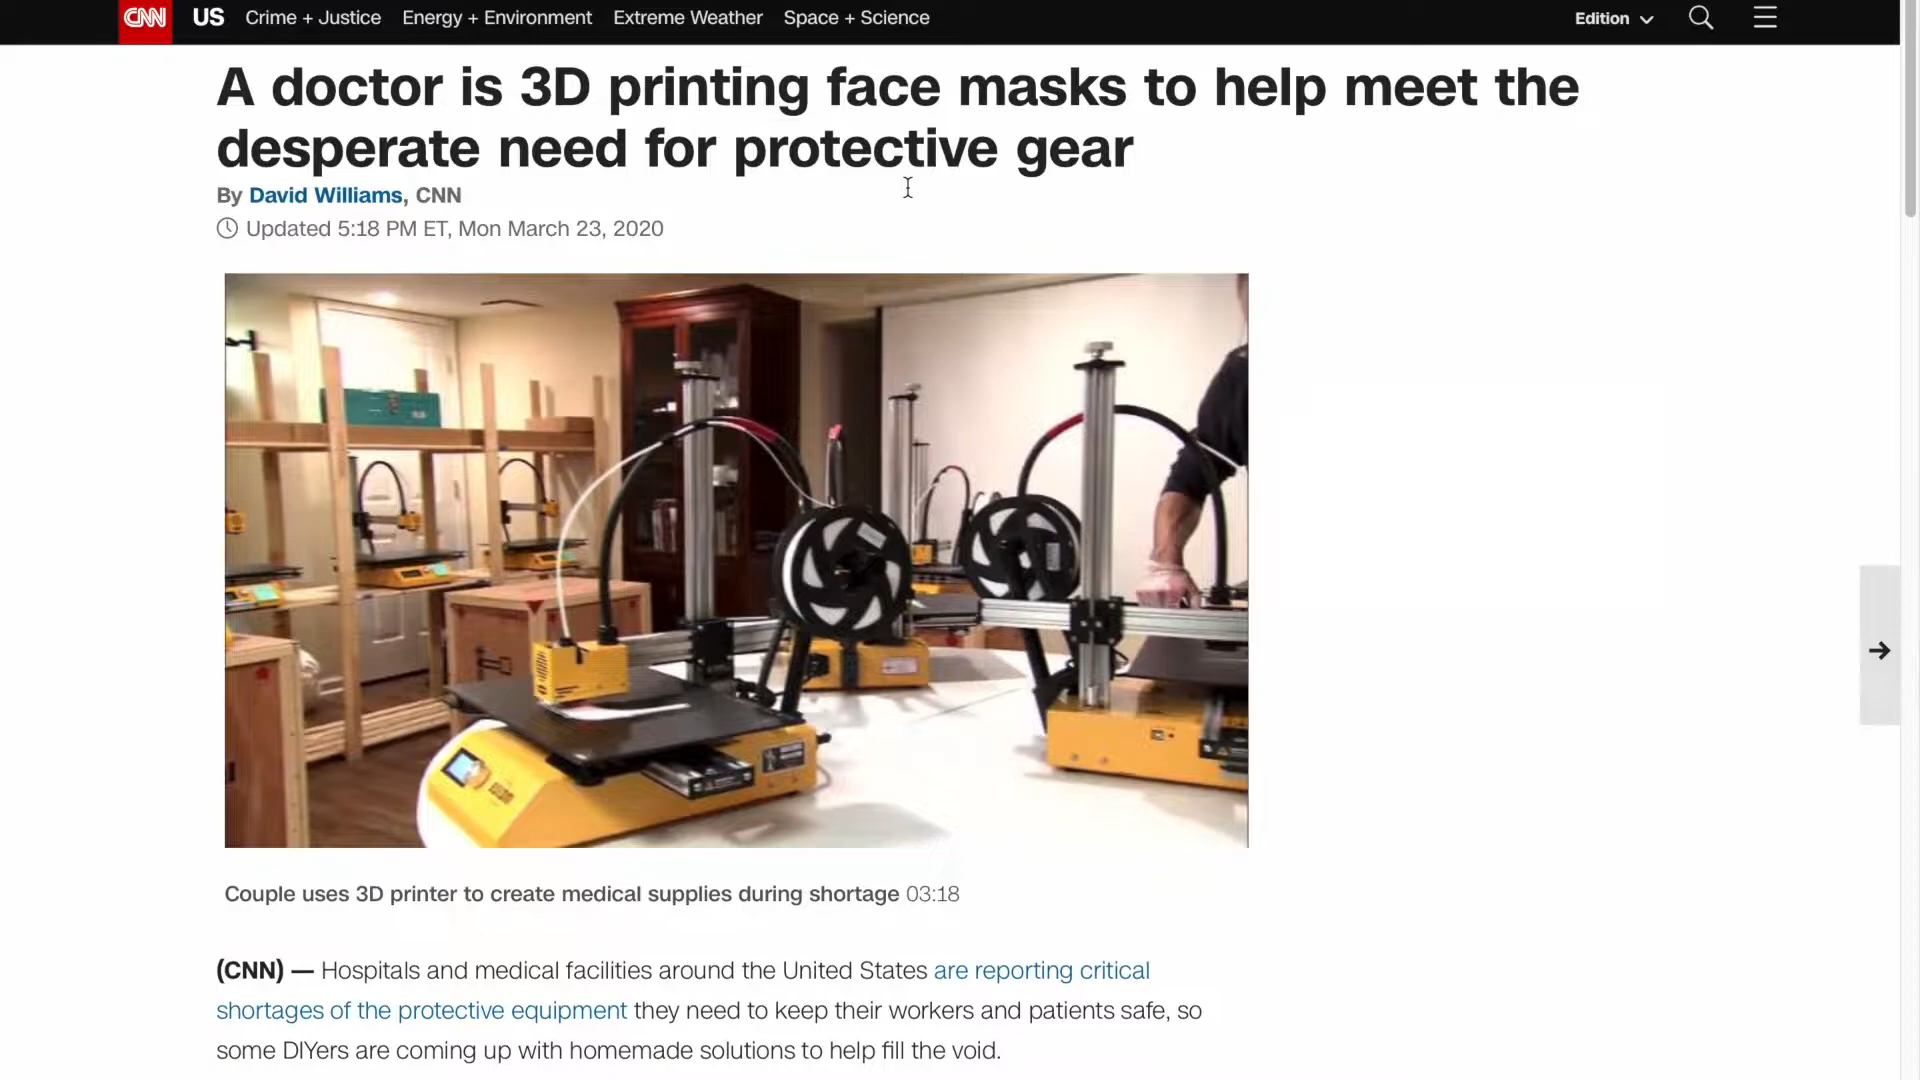 CNN US Crime + Justice Energy + Environment Extreme Weather Space + Science Edition
A doctor is 3D printing face masks to help meet the
desperate need for protective gear
By David Williams, CNN
Updated 5:18 PM ET, Mon March 23, 2020
Couple uses 3D printer to create medical supplies during shortage 03:18
(CNN) — Hospitals and medical facilities around the United States are reporting critical
shortages of the protective equipment they need to keep their workers and patients safe, so
some DIYers are coming up with homemade solutions to help fill the void.